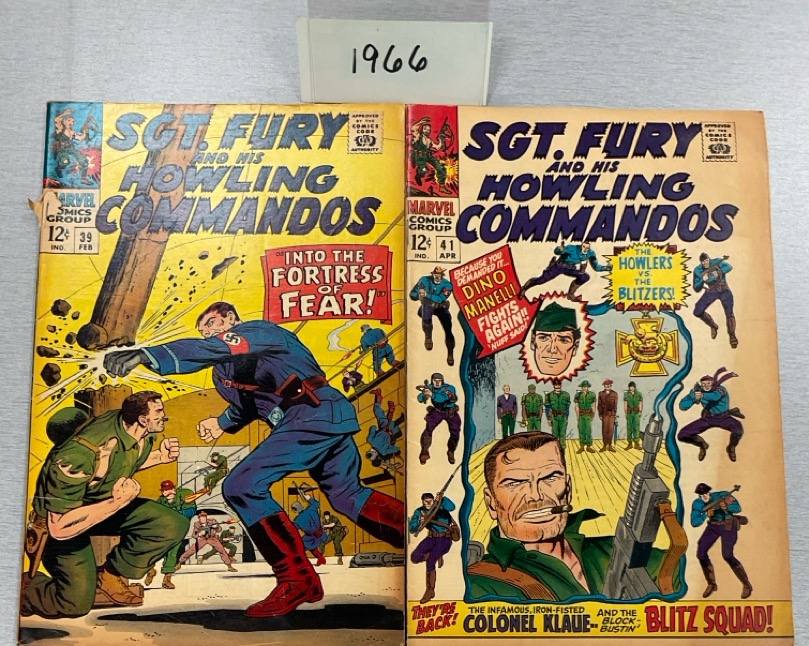 1966
SGT. FURY
AND HIS
HOWLING
COMMANDOS
APPROVED
BY THE
COMICS
CODE
AUTHORITY
MARVEL
COMICS
GROUP
12¢
IND.
39
FEB
"INTO THE
FORTRESS
OF
FEAR!"
SGT. FURY
AND HIS
HOWLING
COMMANDOS
APPROVED
BY THE
COMICS
CODE
AUTHORITY
MARVEL
COMICS
GROUP
12¢
IND.
41
APR
BECAUSE YOU
DEMANDED IT...
DINO
MANELLI
FIGHTS
AGAIN!!
'NUFF SAID!
THE
HOWLERS
VS.
THE
BLITZERS!
THEY'RE
BACK!
THE INFAMOUS, IRON-FISTED
COLONEL KLAUE--
AND THE
BLOCK-
BUSTIN'
BLITZ SQUAD!